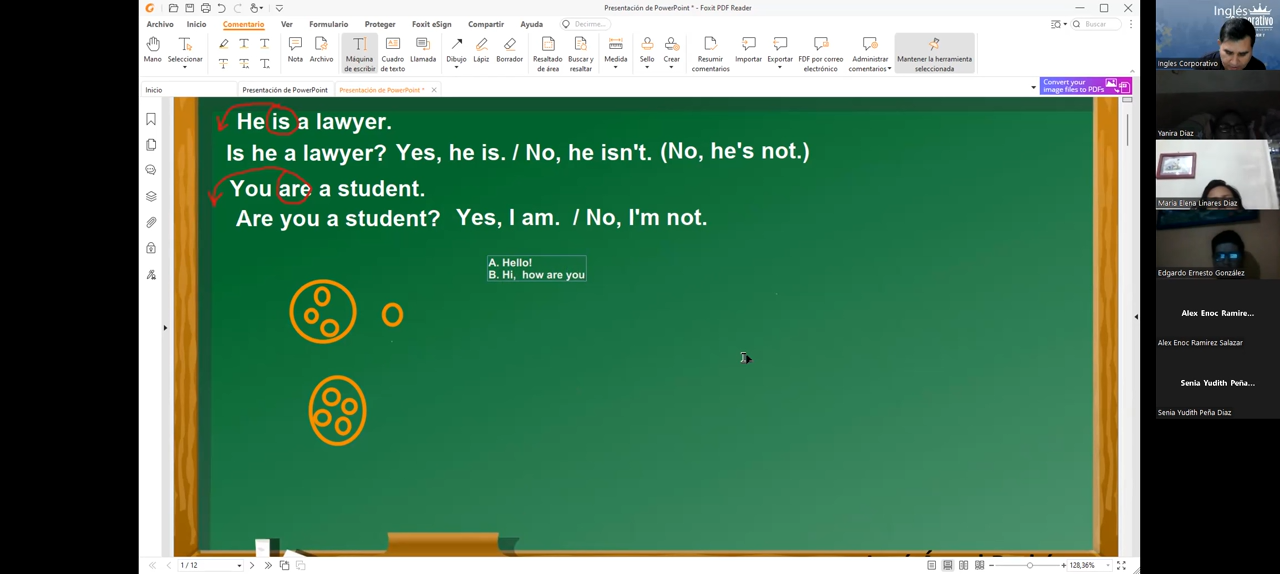 Presentación de PowerPoint * - Foxit PDF Reader
Archivo Inicio Comentario Ver Formulario Proteger Foxit eSign Compartir Ayuda Decirme... Buscar
Mano Seleccionar Nota Archivo Máquina de escribir Cuadro de texto Llamada Dibujo Lápiz Borrador Resultado de área Buscar y resaltar Medida Sello Crear Resumir comentarios Importar Exportar PDF por correo electrónico Administrar comentarios Mantener la herramienta seleccionada
Inicio Presentación de PowerPoint Presentación de PowerPoint *
Convert your image files to PDFs
He is a lawyer.
Is he a lawyer? Yes, he is. / No, he isn't. (No, he's not.)
You are a student.
Are you a student? Yes, I am. / No, I'm not.
A. Hello!
B. Hi, how are you
1 / 12
128,36%
Inglés
Corporativo
Ingles Corporativo
Yanira Diaz
Maria Elena Linares Diaz
Edgardo Ernesto González
Alex Enoc Ramire...
Alex Enoc Ramirez Salazar
Senia Yudith Peña...
Senia Yudith Peña Diaz